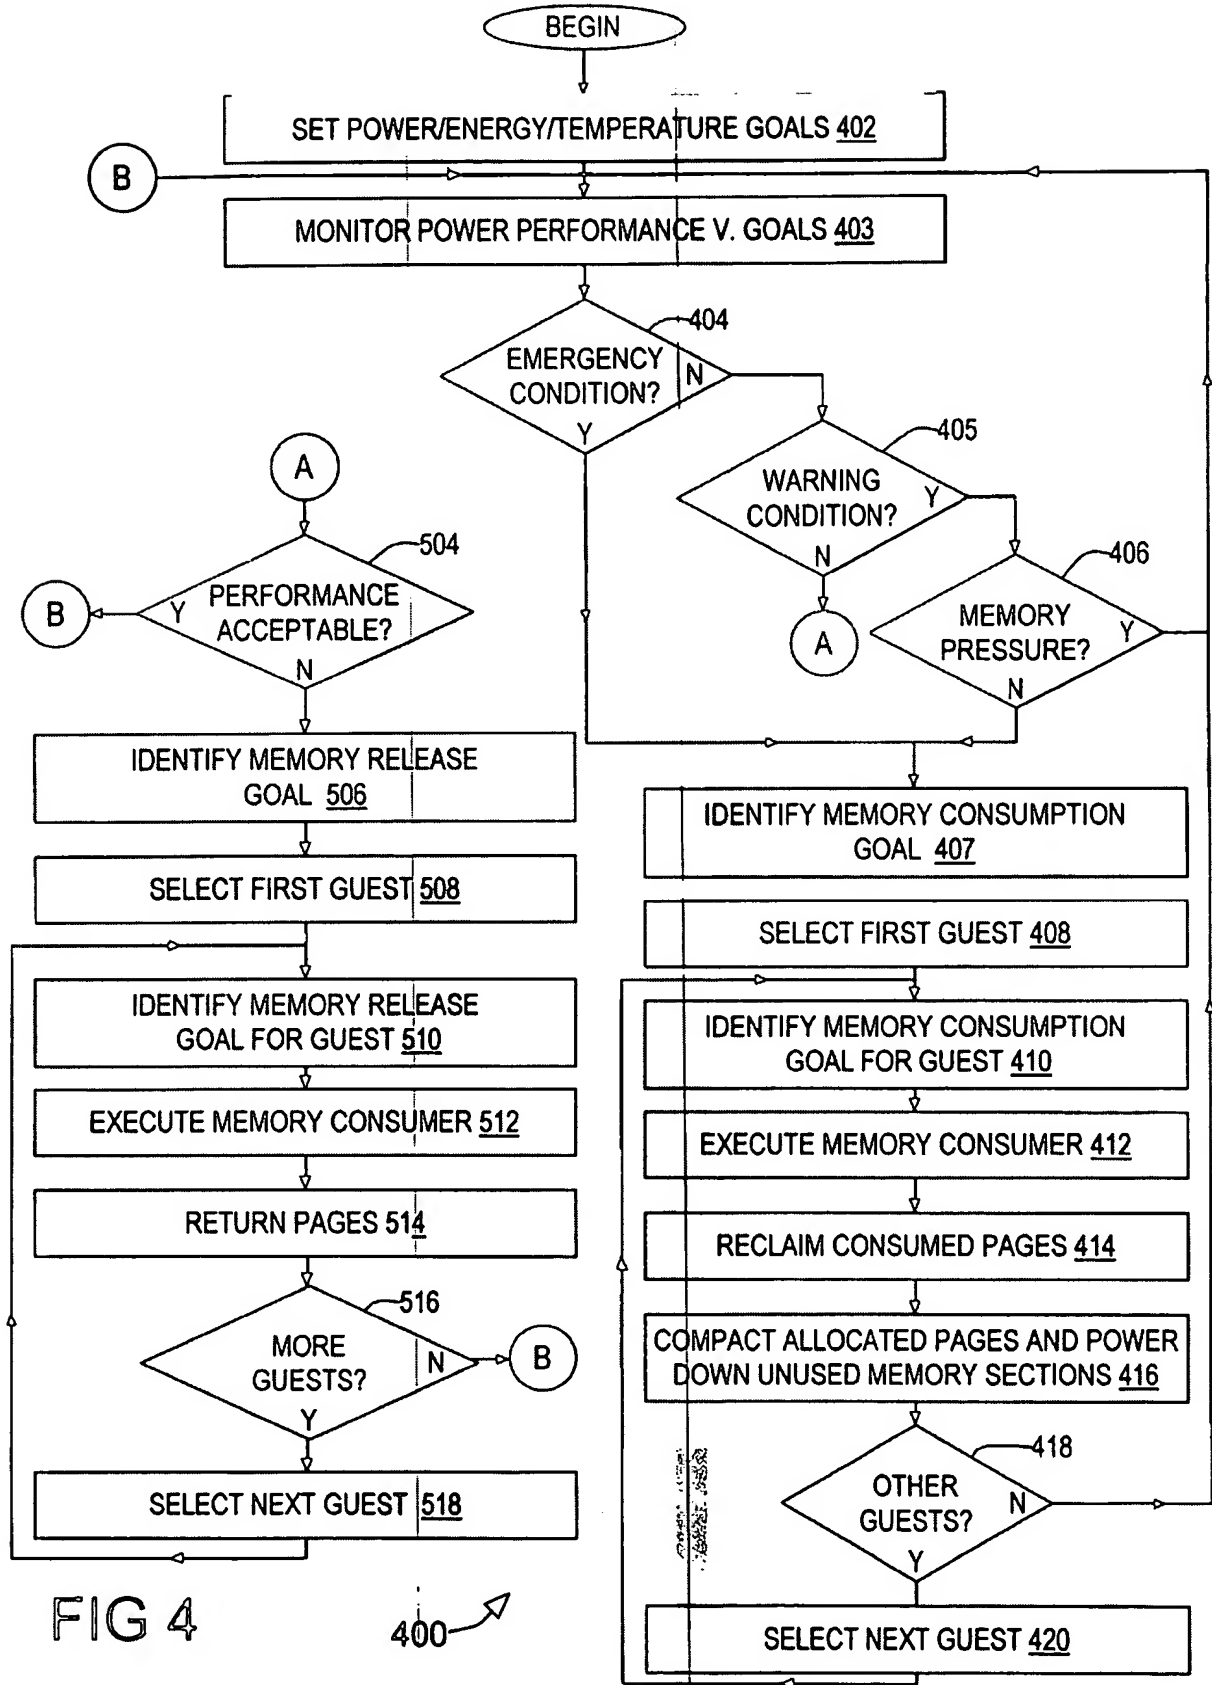 BEGIN
SET POWER/ENERGY/TEMPERATURE GOALS 402
B
MONITOR POWER PERFORMANCE V. GOALS 403
404
EMERGENCY
CONDITION?
N
Y
405
WARNING
CONDITION?
Y
N
A
406
MEMORY
PRESSURE?
Y
N
A
504
PERFORMANCE
ACCEPTABLE?
Y
N
B
IDENTIFY MEMORY RELEASE
GOAL 506
SELECT FIRST GUEST 508
IDENTIFY MEMORY RELEASE
GOAL FOR GUEST 510
EXECUTE MEMORY CONSUMER 512
RETURN PAGES 514
516
MORE
GUESTS?
N
B
Y
SELECT NEXT GUEST 518
IDENTIFY MEMORY CONSUMPTION
GOAL 407
SELECT FIRST GUEST 408
IDENTIFY MEMORY CONSUMPTION
GOAL FOR GUEST 410
EXECUTE MEMORY CONSUMER 412
RECLAIM CONSUMED PAGES 414
COMPACT ALLOCATED PAGES AND POWER
DOWN UNUSED MEMORY SECTIONS 416
418
OTHER
GUESTS?
N
Y
SELECT NEXT GUEST 420
FIG 4
400